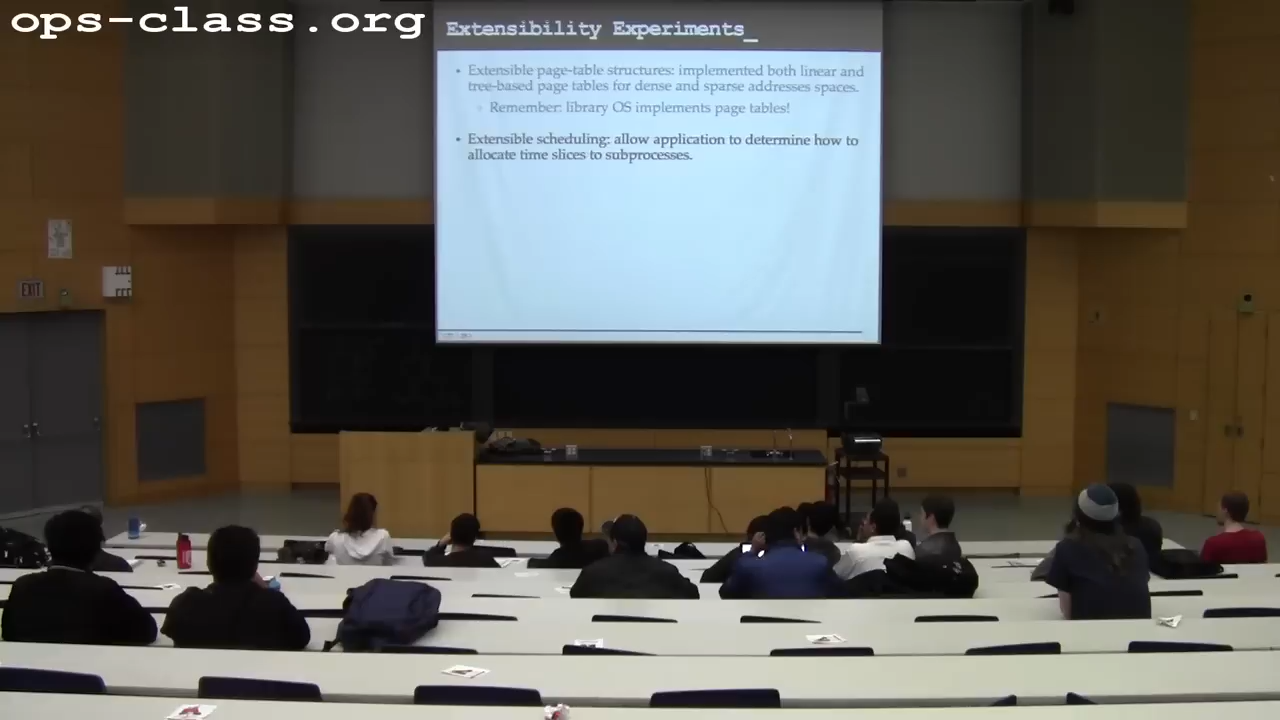 ops-class.org
Extensibility Experiments_
Extensible page-table structures: implemented both linear and
tree-based page tables for dense and sparse addresses spaces.
Remember: library OS implements page tables!
Extensible scheduling: allow application to determine how to
allocate time slices to subprocesses.
EXIT